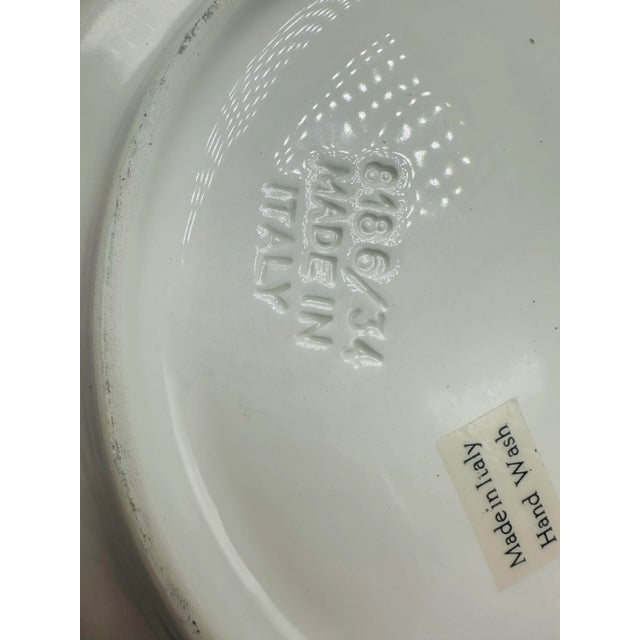 8186/34
MADE IN
ITALY
Made in Italy
Hand Wash